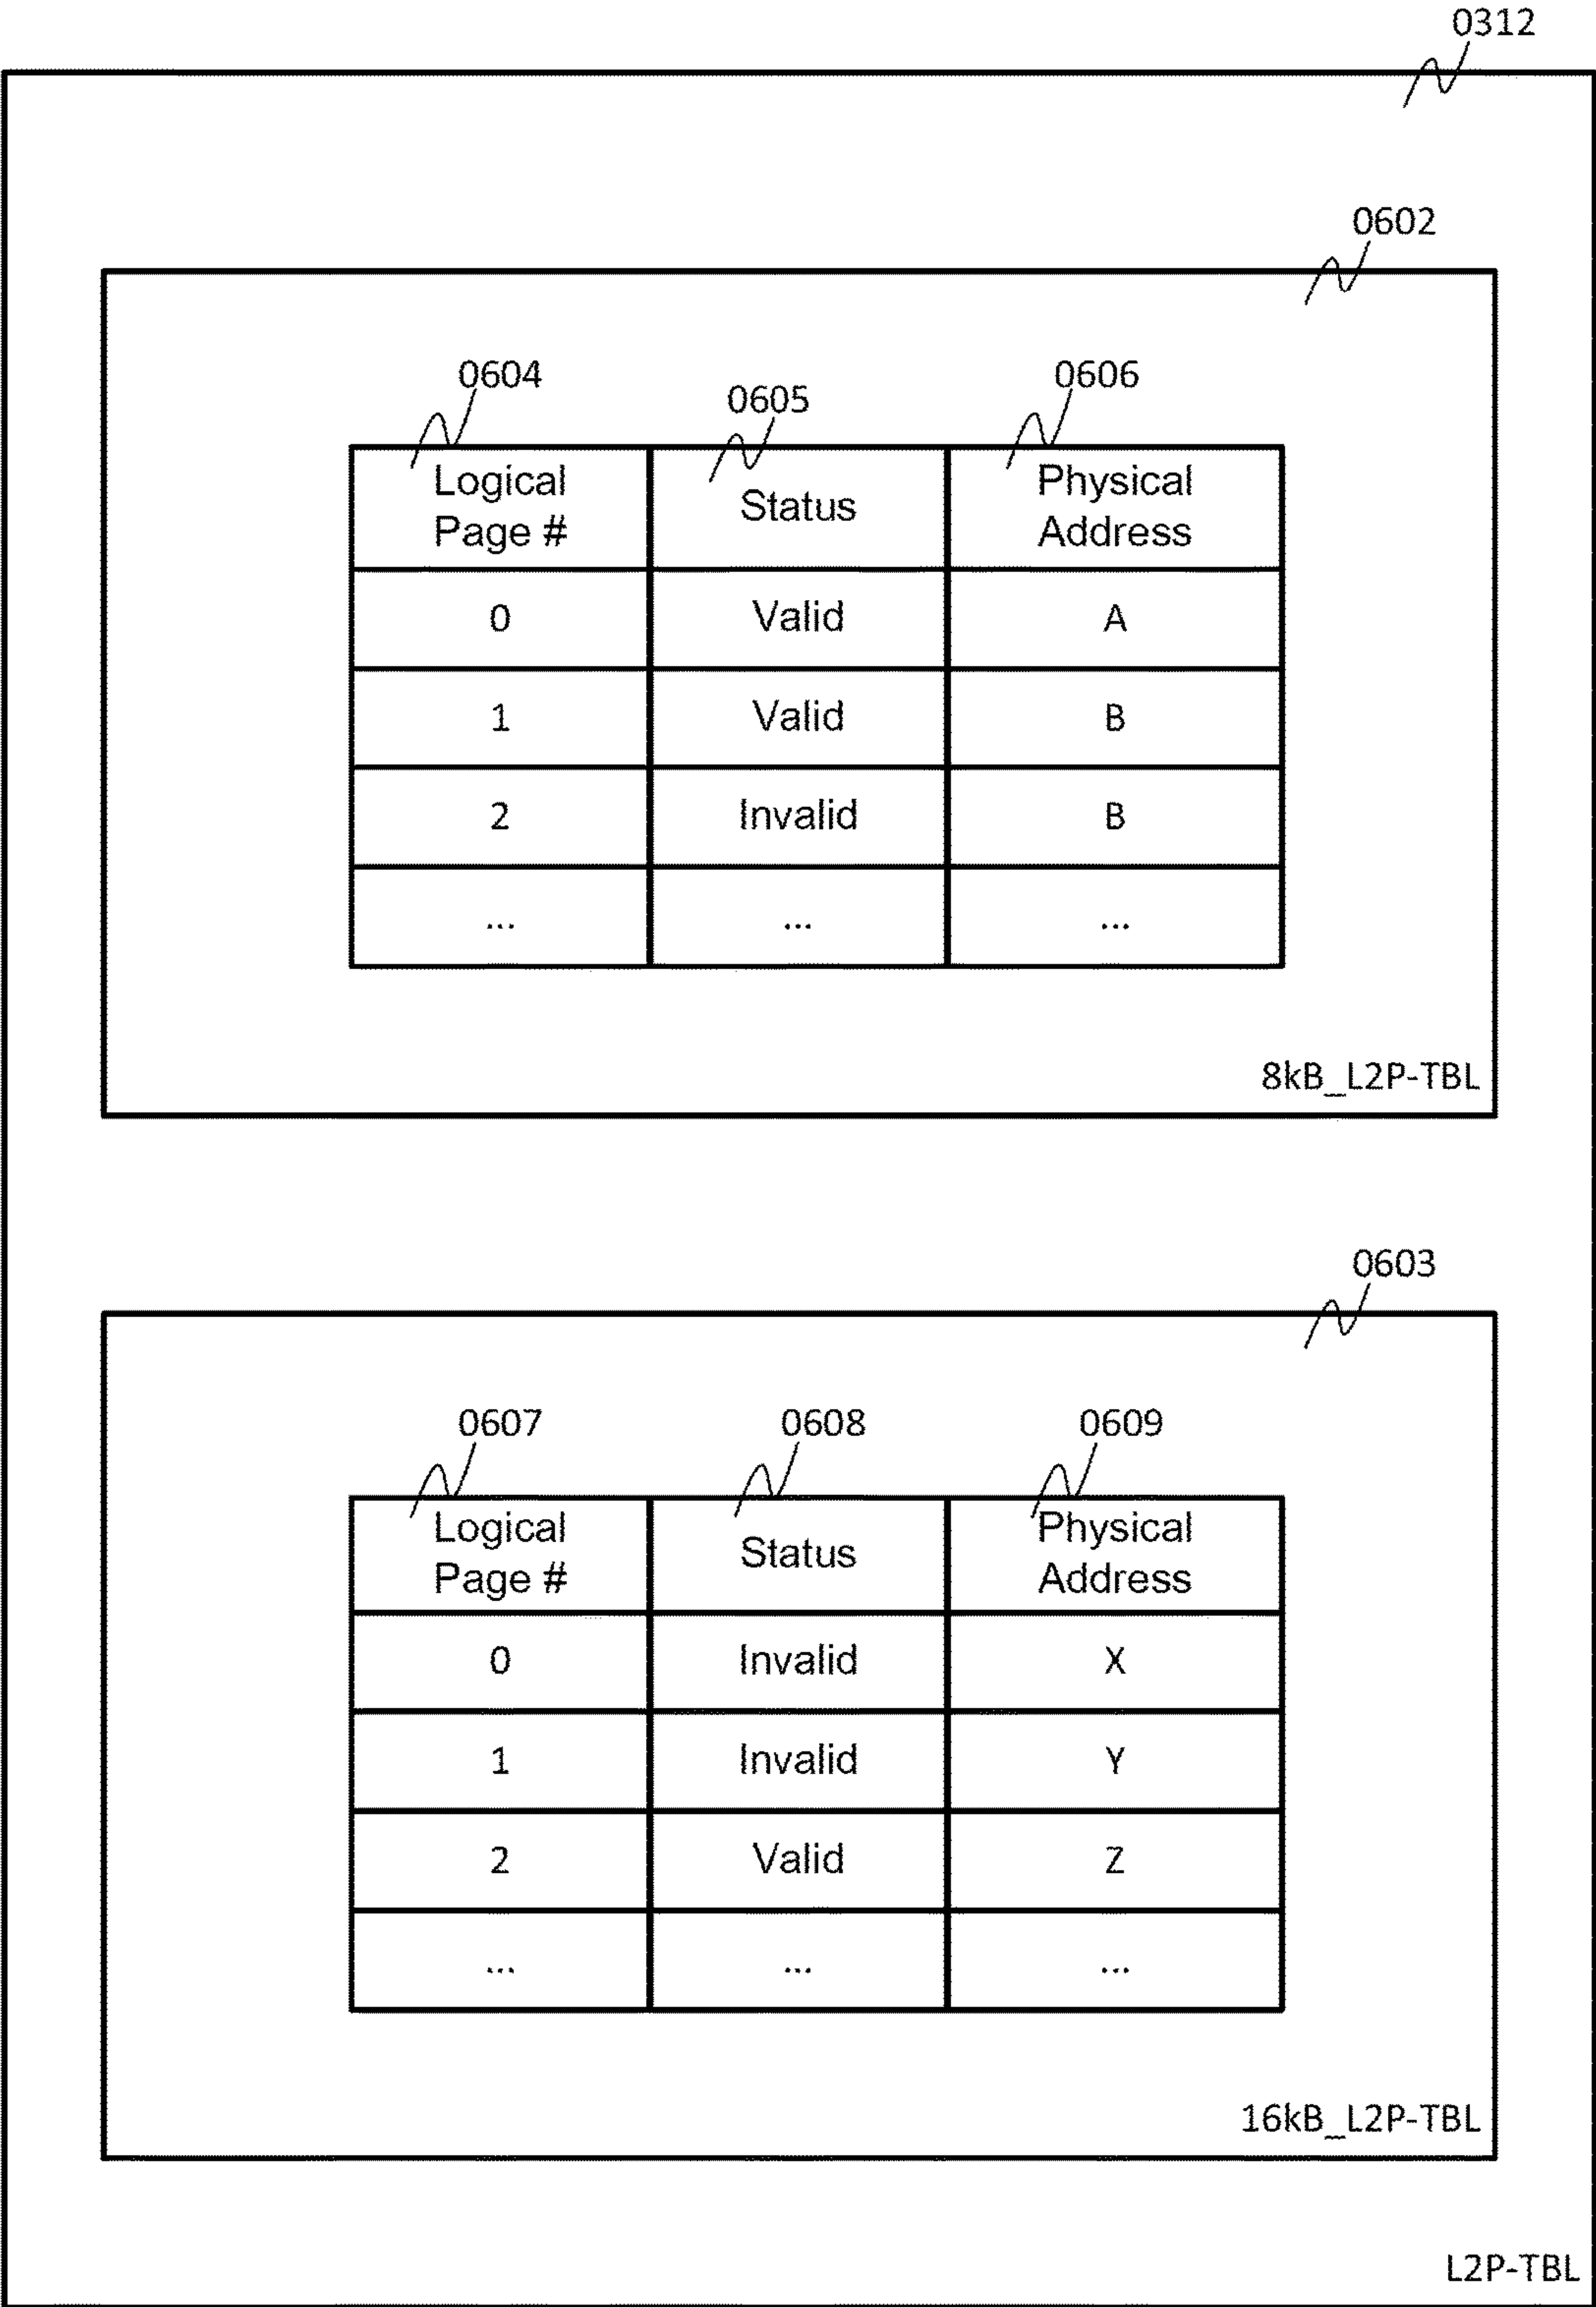 0312
0602
0604 0605 0606
Logical Page # Status Physical Address
0 Valid A
1 Valid B
2 Invalid B
... ... ...
8kB_L2P-TBL
0603
0607 0608 0609
Logical Page # Status Physical Address
0 Invalid X
1 Invalid Y
2 Valid Z
... ... ...
16kB_L2P-TBL
L2P-TBL